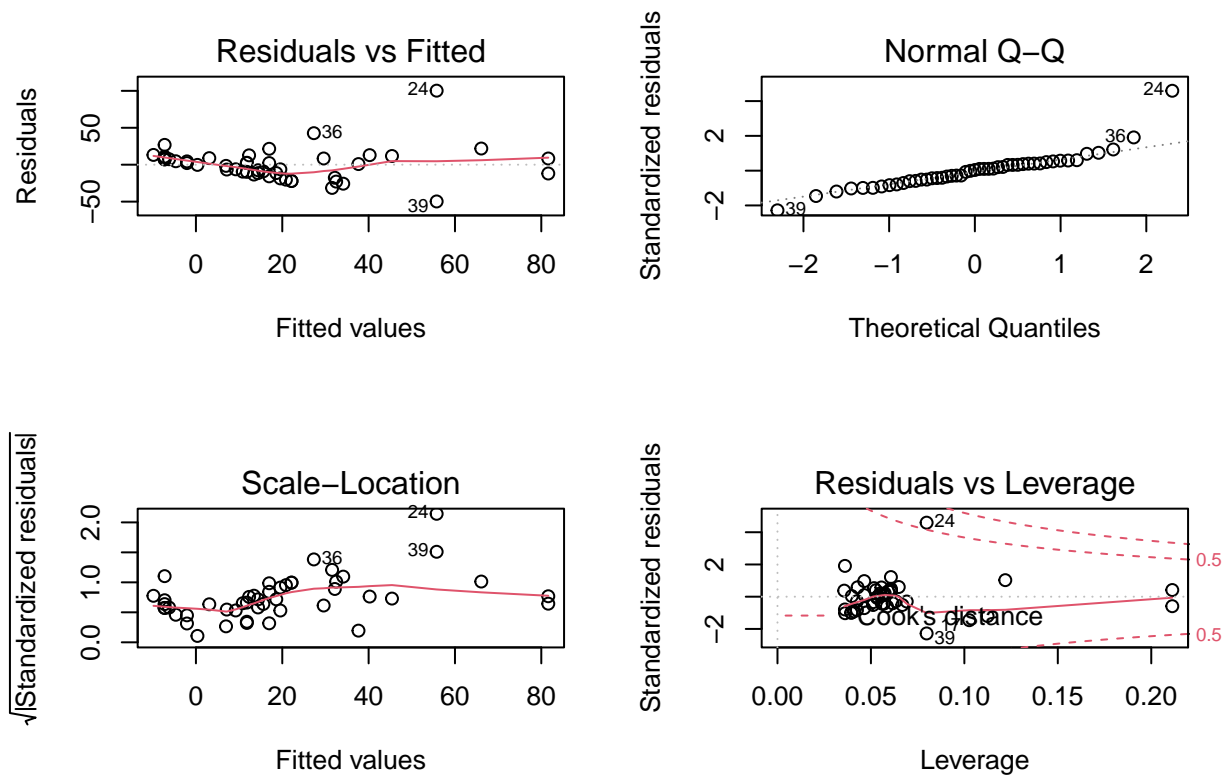 Residuals vs Fitted
Residuals
50
−50
24
36
39
0 20 40 60 80
Fitted values
Normal Q−Q
Standardized residuals
2
−2
24
36
39
−2 −1 0 1 2
Theoretical Quantiles
Scale−Location
√|Standardized residuals|
2.0
1.0
0.0
24
39
36
0 20 40 60 80
Fitted values
Residuals vs Leverage
Standardized residuals
2
−2
24
0.5
Cook's distance
39
0.5
0.00 0.05 0.10 0.15 0.20
Leverage